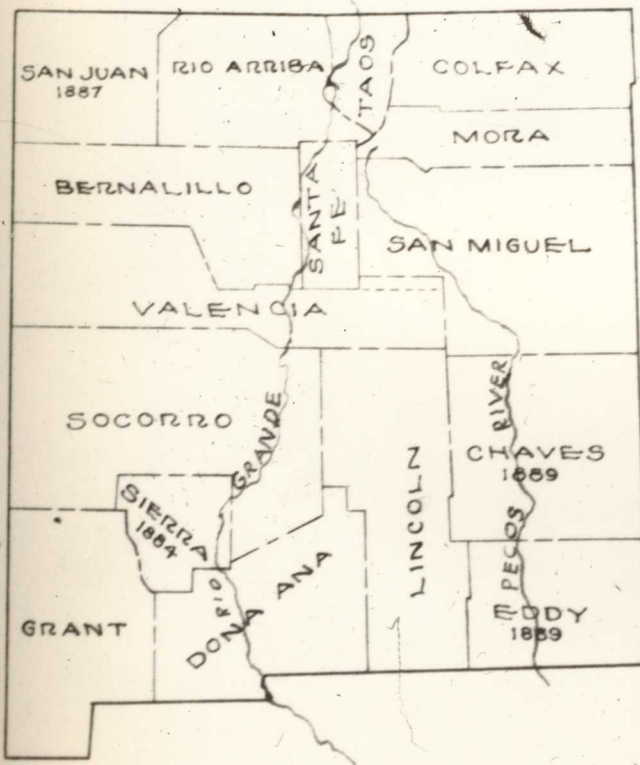 SAN JUAN
1887
RIO ARRIBA
TAOS
COLFAX
MORA
BERNALILLO
SANTA
FE
SAN MIGUEL
VALENCIA
SOCORRO
RIO GRANDE
PECOS RIVER
CHAVES
1889
SIERRA
1884
LINCOLN
GRANT
DONA ANA
EDDY
1889